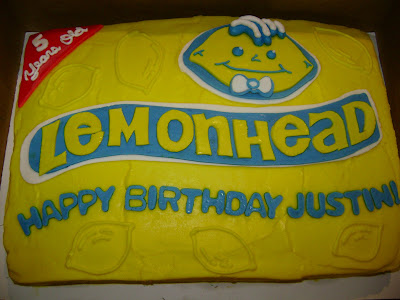 5
Years Old
LEMONHEAD
HAPPY BIRTHDAY JUSTIN!